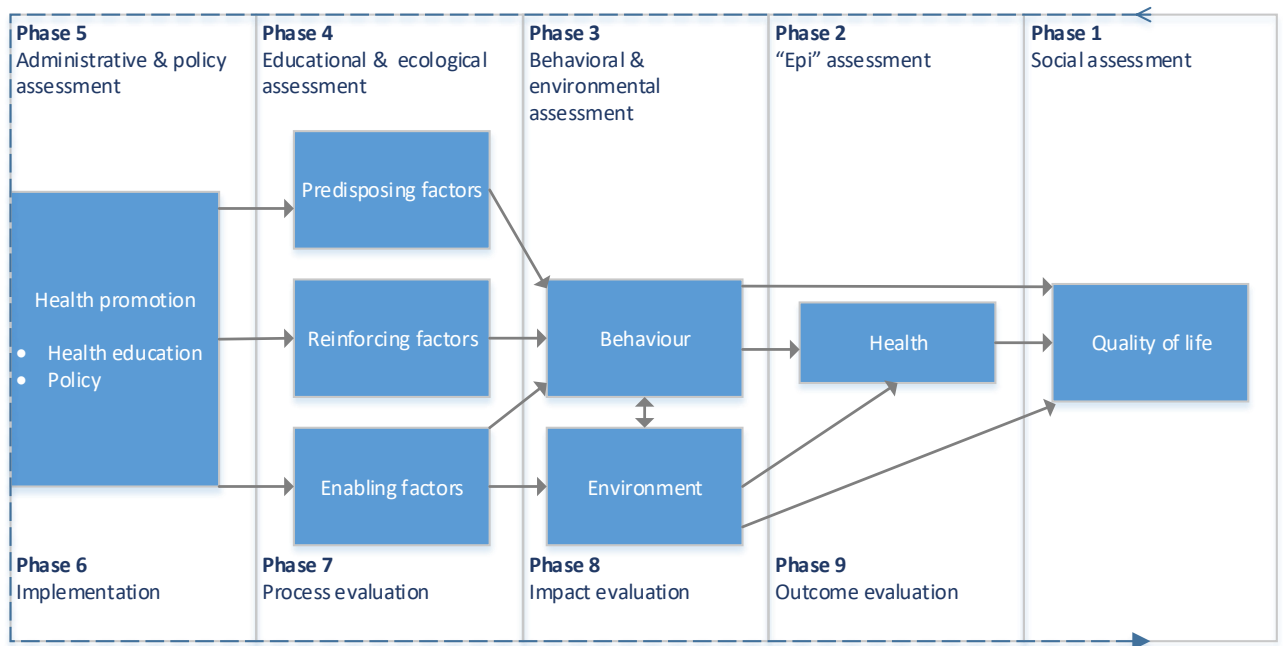 Phase 5
Administrative & policy
assessment
Phase 4
Educational & ecological
assessment
Phase 3
Behavioral &
environmental
assessment
Phase 2
“Epi” assessment
Phase 1
Social assessment
Predisposing factors
Health promotion
• Health education
• Policy
Reinforcing factors
Behaviour
Health
Quality of life
Enabling factors
Environment
Phase 6
Implementation
Phase 7
Process evaluation
Phase 8
Impact evaluation
Phase 9
Outcome evaluation